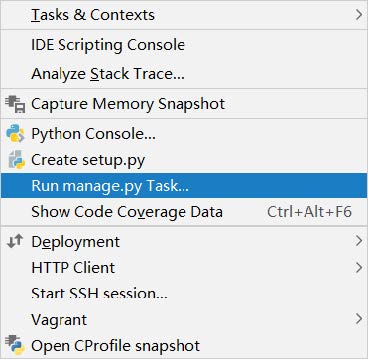 Tasks & Contexts
IDE Scripting Console
Analyze Stack Trace...
Capture Memory Snapshot
Python Console...
Create setup.py
Run manage.py Task...
Show Code Coverage Data Ctrl+Alt+F6
Deployment
HTTP Client
Start SSH session...
Vagrant
Open CProfile snapshot